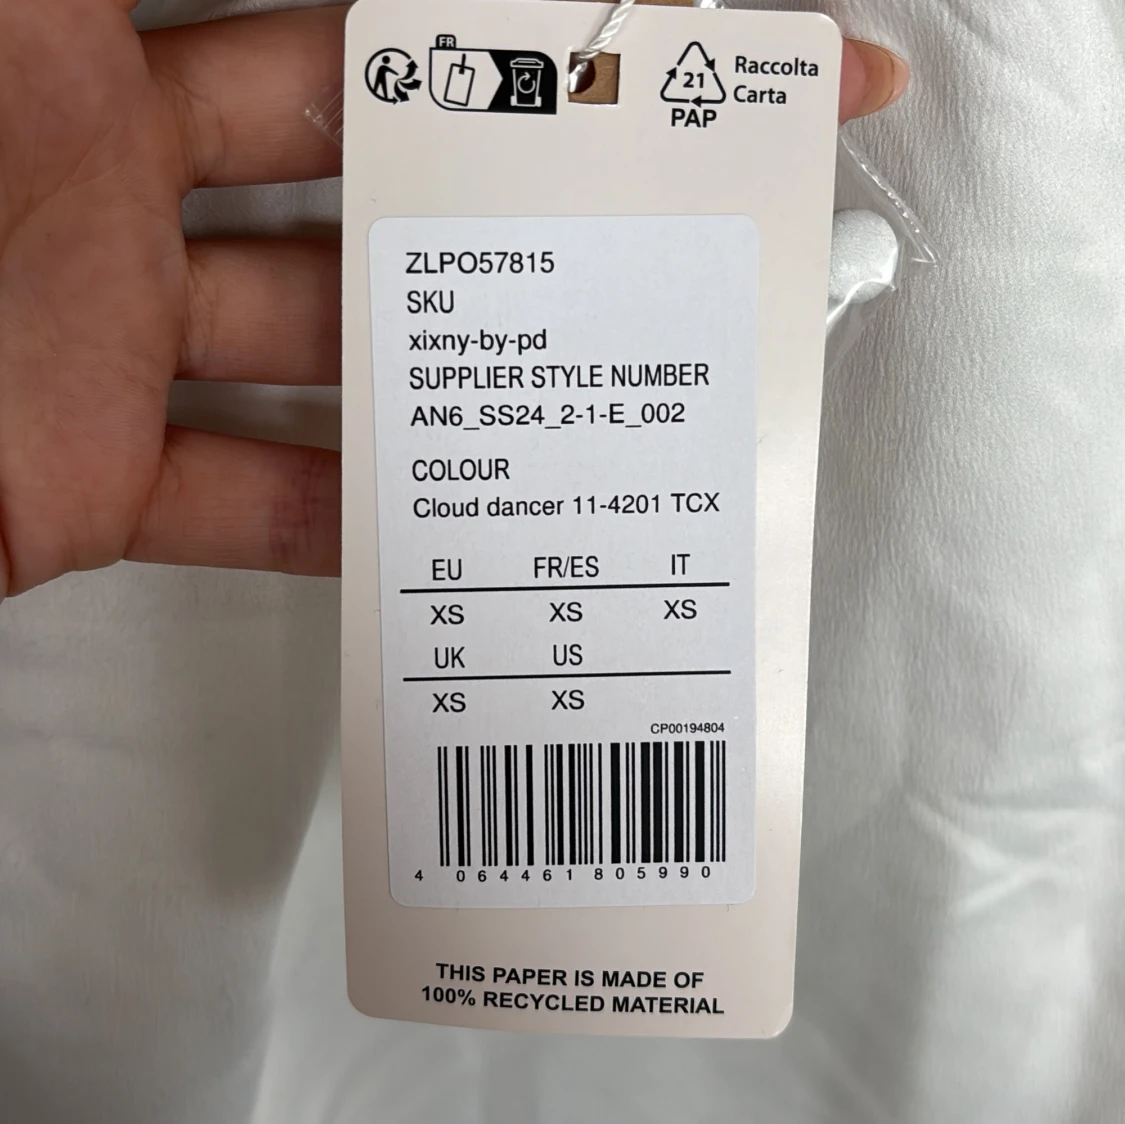 FR
21
PAP
Raccolta
Carta
ZLPO57815
SKU
xixny-by-pd
SUPPLIER STYLE NUMBER
AN6_SS24_2-1-E_002
COLOUR
Cloud dancer 11-4201 TCX
EU FR/ES IT
XS XS XS
UK US
XS XS
CP00194804
4 064461 805990
THIS PAPER IS MADE OF
100% RECYCLED MATERIAL